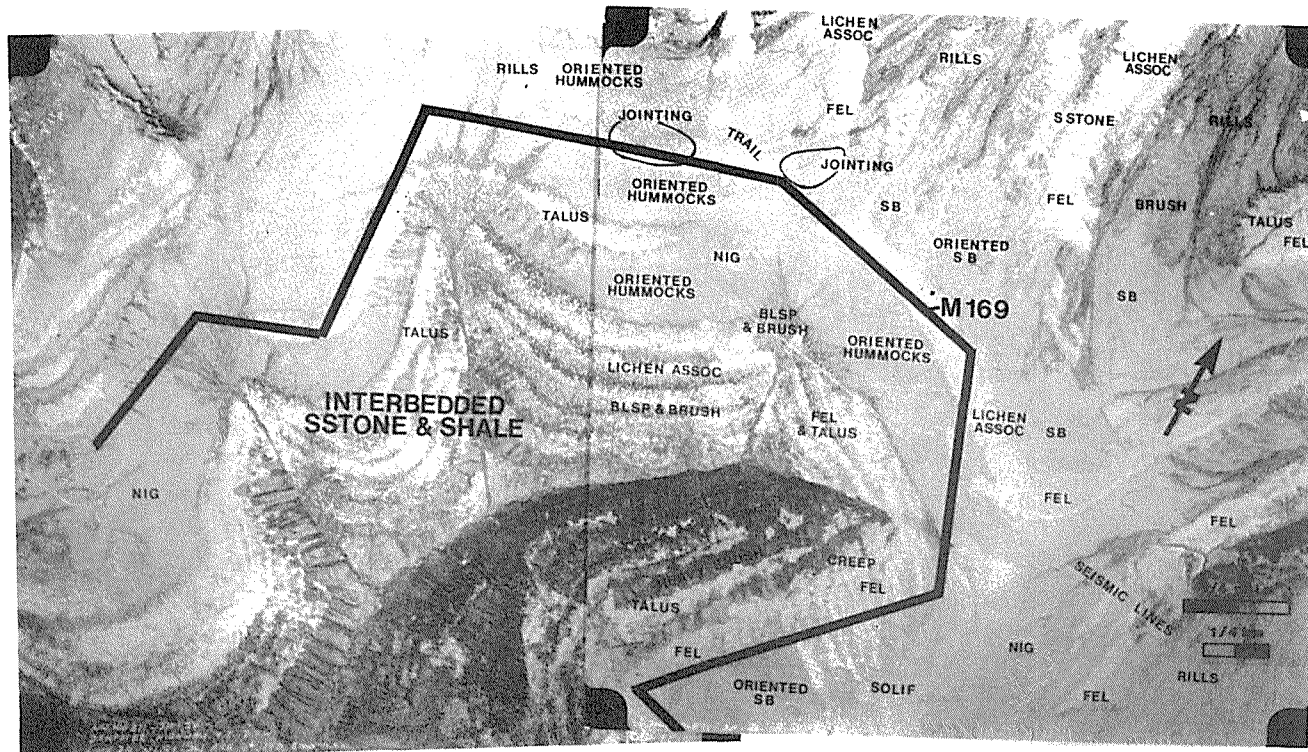 LICHEN
ASSOC
RILLS
LICHEN
ASSOC
RILLS
ORIENTED
HUMMOCKS
JOINTING
TRAIL
FEL
SSTONE
RILLS
JOINTING
ORIENTED
HUMMOCKS
TALUS
SB
FEL
BRUSH
TALUS
FEL
NIG
ORIENTED
SB
ORIENTED
HUMMOCKS
SB
M169
BLSP
& BRUSH
TALUS
ORIENTED
HUMMOCKS
LICHEN ASSOC
INTERBEDDED
SSTONE & SHALE
BLSP & BRUSH
FEL
& TALUS
LICHEN
ASSOC
SB
NIG
FEL
FEL
CREEP
FEL
SEISMIC LINES
TALUS
1/4 km
FEL
NIG
RILLS
ORIENTED
SB
SOLIF
FEL